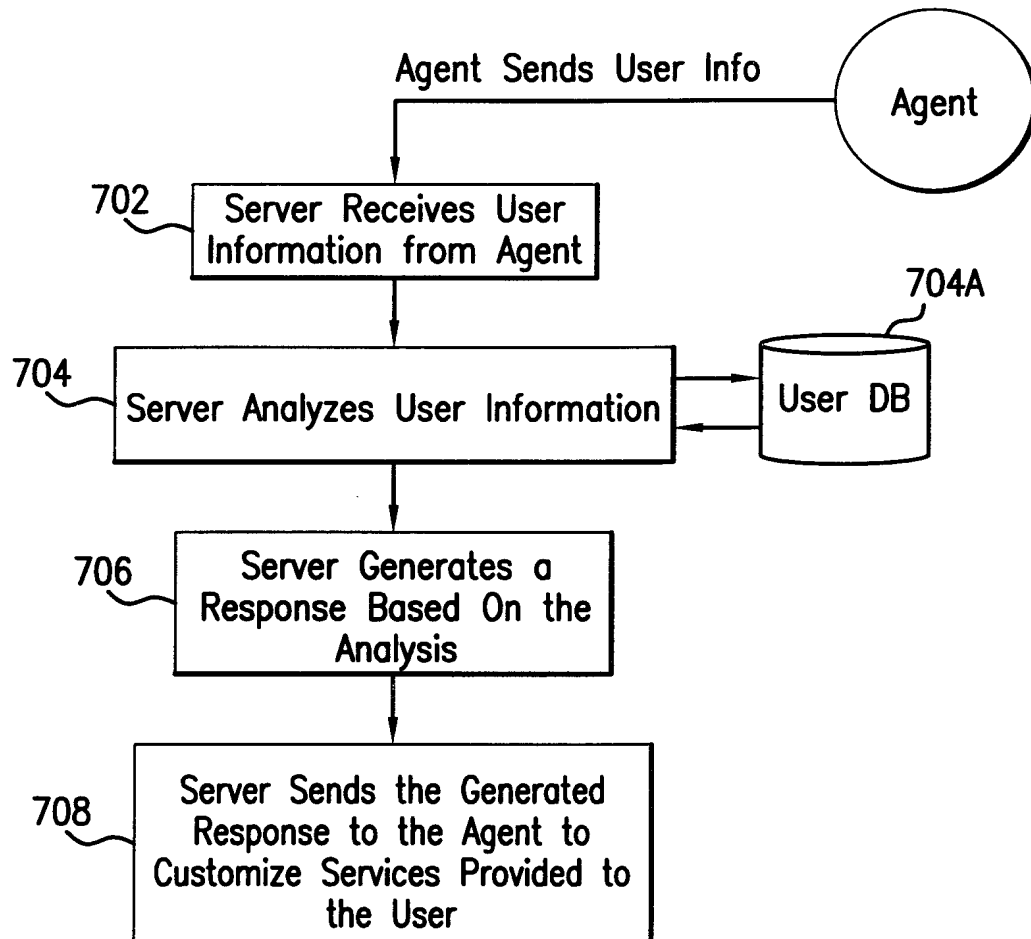 Agent Sends User Info
Agent
702
Server Receives User
Information from Agent
704A
704
Server Analyzes User Information
User DB
706
Server Generates a
Response Based On the
Analysis
708
Server Sends the Generated
Response to the Agent to
Customize Services Provided to
the User